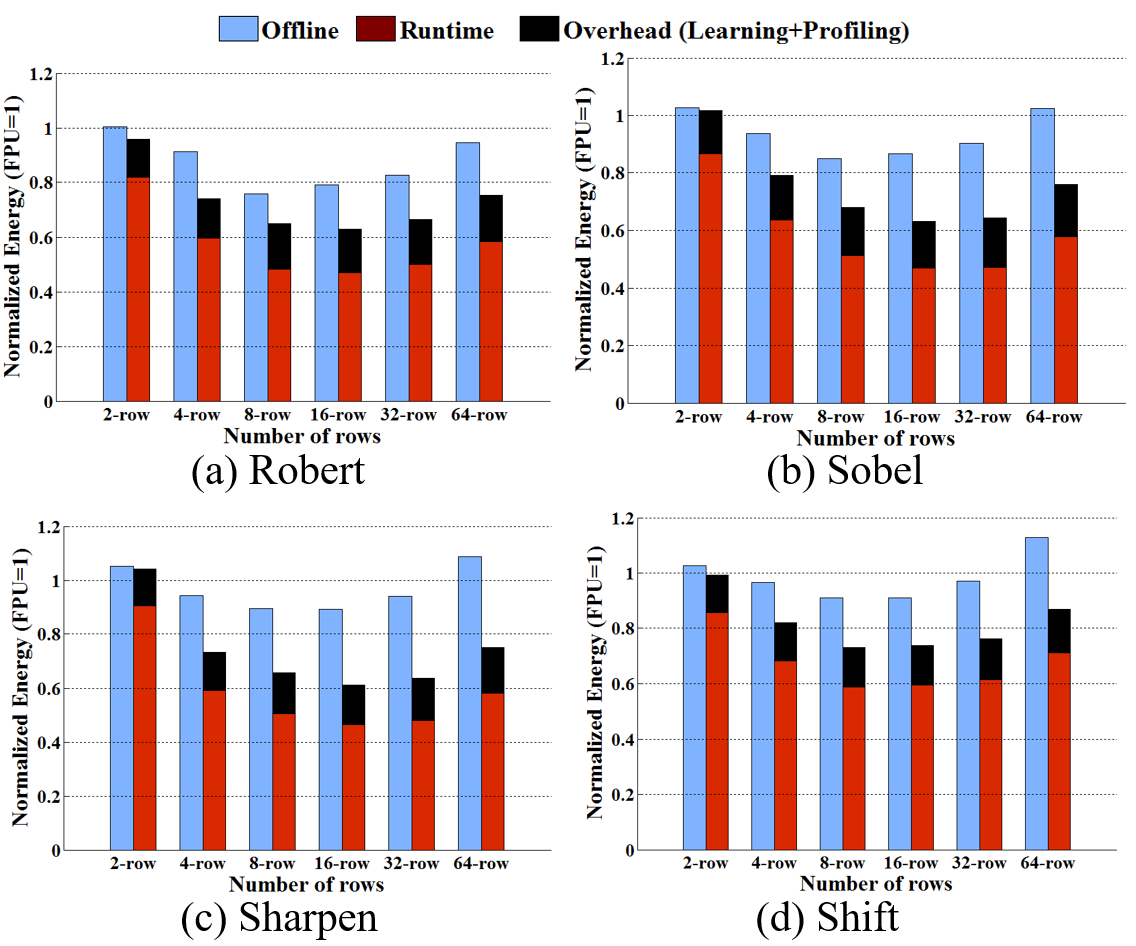 Offline Runtime Overhead (Learning+Profiling)
Normalized Energy (FPU=1)
1.2
1
0.8
0.6
0.4
0.2
0
2-row 4-row 8-row 16-row 32-row 64-row
Number of rows
(a) Robert
Normalized Energy (FPU=1)
1.2
1
0.8
0.6
0.4
0.2
0
2-row 4-row 8-row 16-row 32-row 64-row
Number of rows
(b) Sobel
Normalized Energy (FPU=1)
1.2
1
0.8
0.6
0.4
0.2
0
2-row 4-row 8-row 16-row 32-row 64-row
Number of rows
(c) Sharpen
Normalized Energy (FPU=1)
1.2
1
0.8
0.6
0.4
0.2
0
2-row 4-row 8-row 16-row 32-row 64-row
Number of rows
(d) Shift